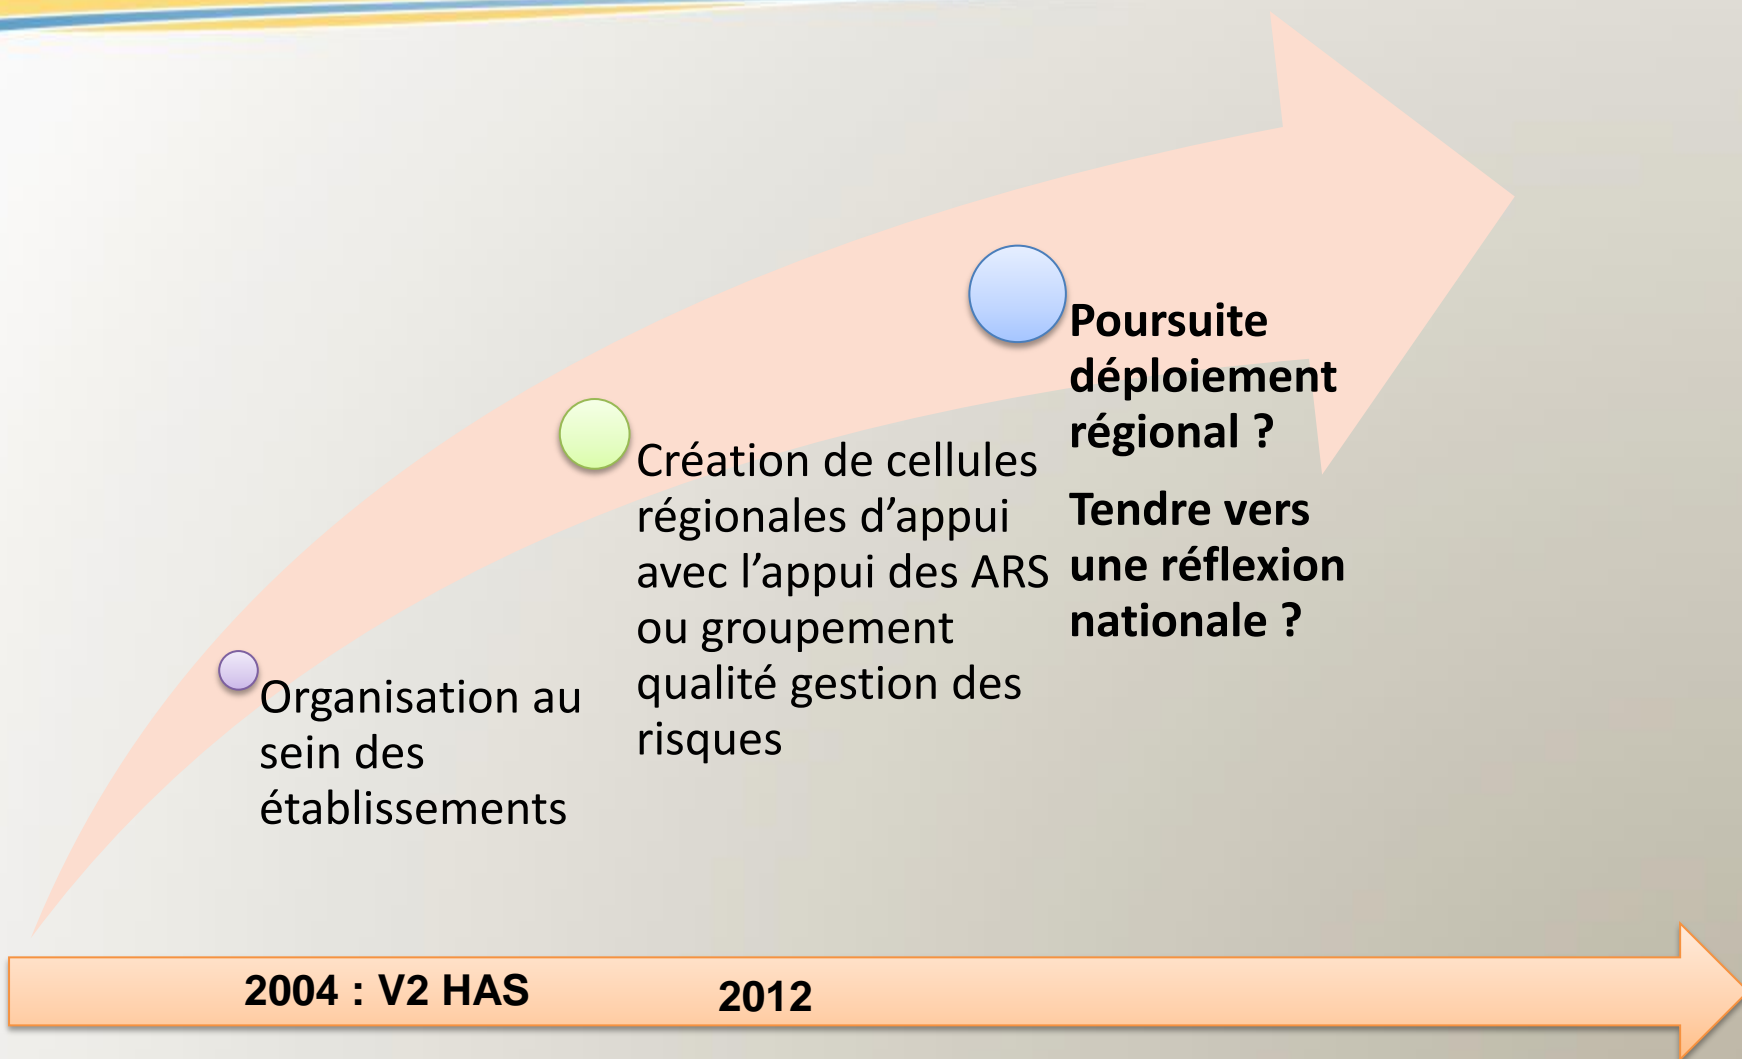 Organisation au
sein des
établissements
Création de cellules
régionales d’appui
avec l’appui des ARS
ou groupement
qualité gestion des
risques
Poursuite
déploiement
régional ?
Tendre vers
une réflexion
nationale ?
2004 : V2 HAS
2012